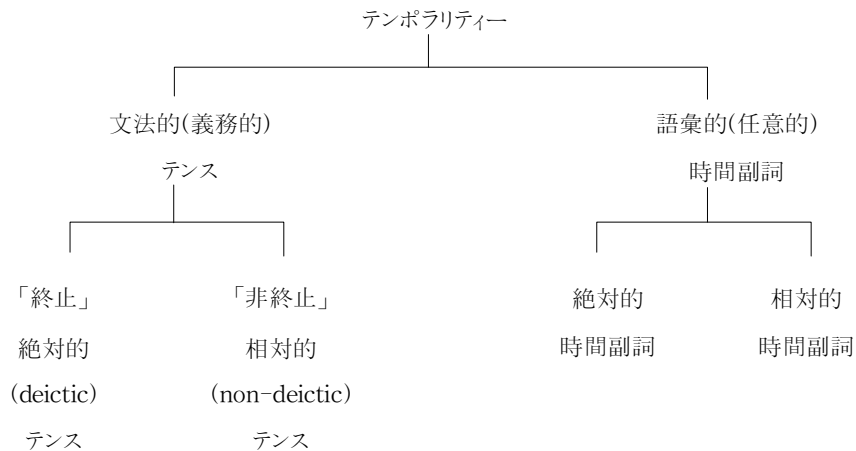 テンポラリティー
文法的(義務的)
語彙的(任意的)
テンス
時間副詞
「終止」
「非終止」
絶対的
相対的
絶対的
相対的
時間副詞
時間副詞
(deictic)
(non-deictic)
テンス
テンス